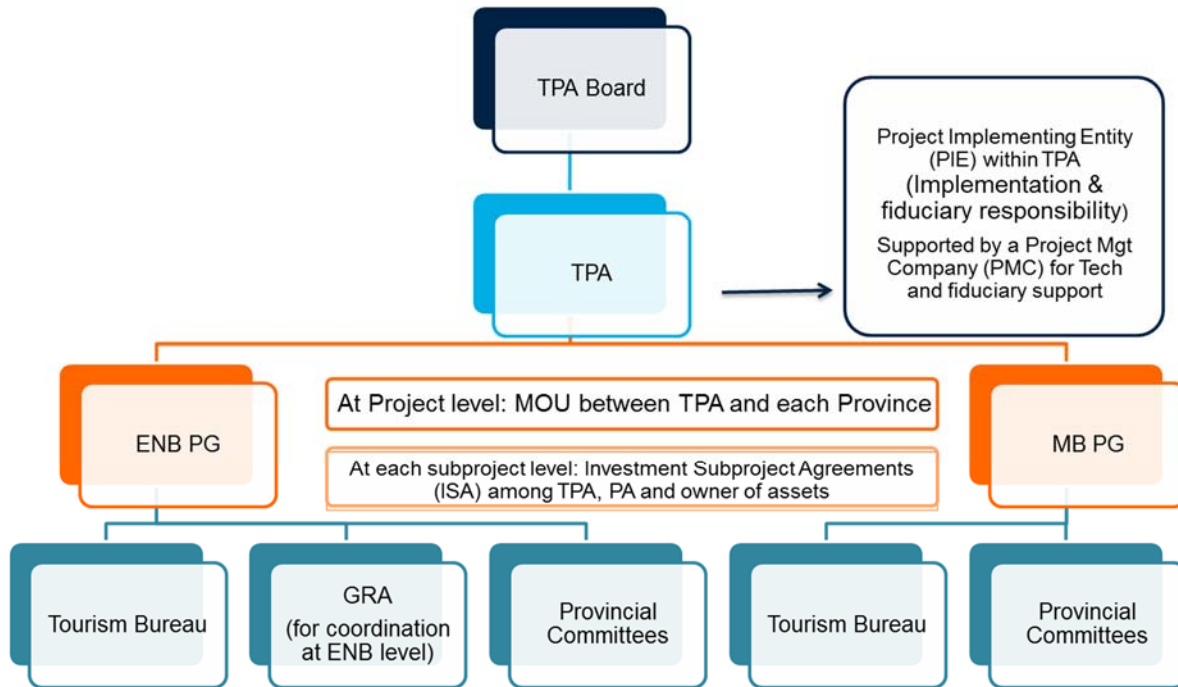 TPA Board
Project Implementing Entity
(PIE) within TPA
(Implementation &
fiduciary responsibility)
Supported by a Project Mgt
Company (PMC) for Tech
and fiduciary support
TPA
ENB PG
At Project level: MOU between TPA and each Province
At each subproject level: Investment Subproject Agreements
(ISA) among TPA, PA and owner of assets
MB PG
Tourism Bureau
GRA
(for coordination
at ENB level)
Provincial
Committees
Tourism Bureau
Provincial
Committees